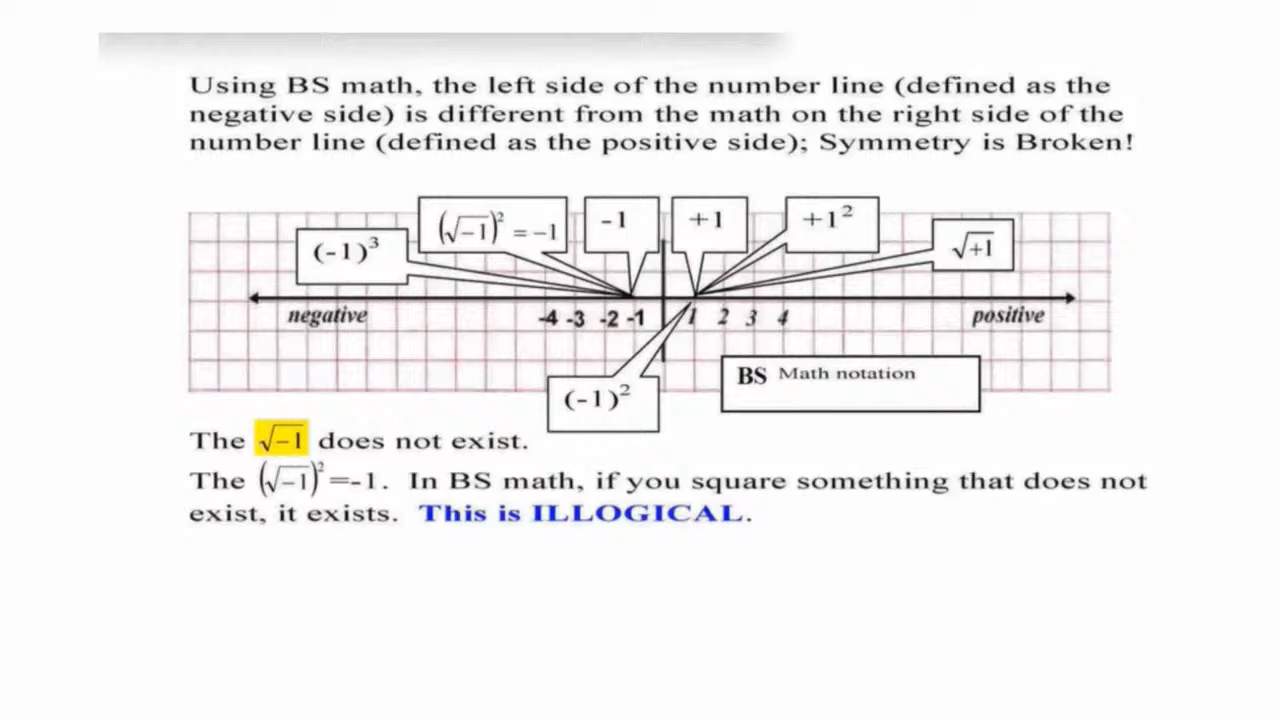 Using BS math, the left side of the number line (defined as the
negative side) is different from the math on the right side of the
number line (defined as the positive side); Symmetry is Broken!
(√-1)² = -1
-1
+1
+1²
(-1)³
√+1
negative
-4 -3 -2 -1 1 2 3 4
positive
BS Math notation
(-1)²
The √-1 does not exist.
The (√-1)²=-1. In BS math, if you square something that does not
exist, it exists. This is ILLOGICAL.